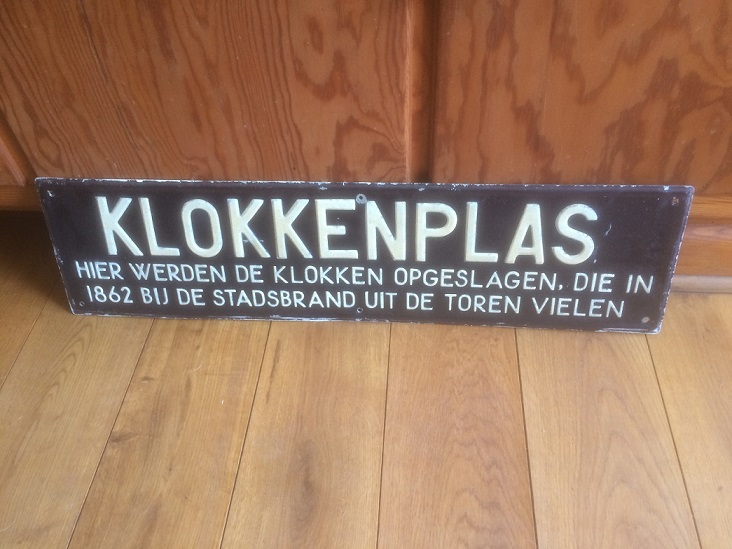 KLOKKENPLAS
HIER WERDEN DE KLOKKEN OPGESLAGEN, DIE IN
1862 BIJ DE STADSBRAND UIT DE TOREN VIELEN